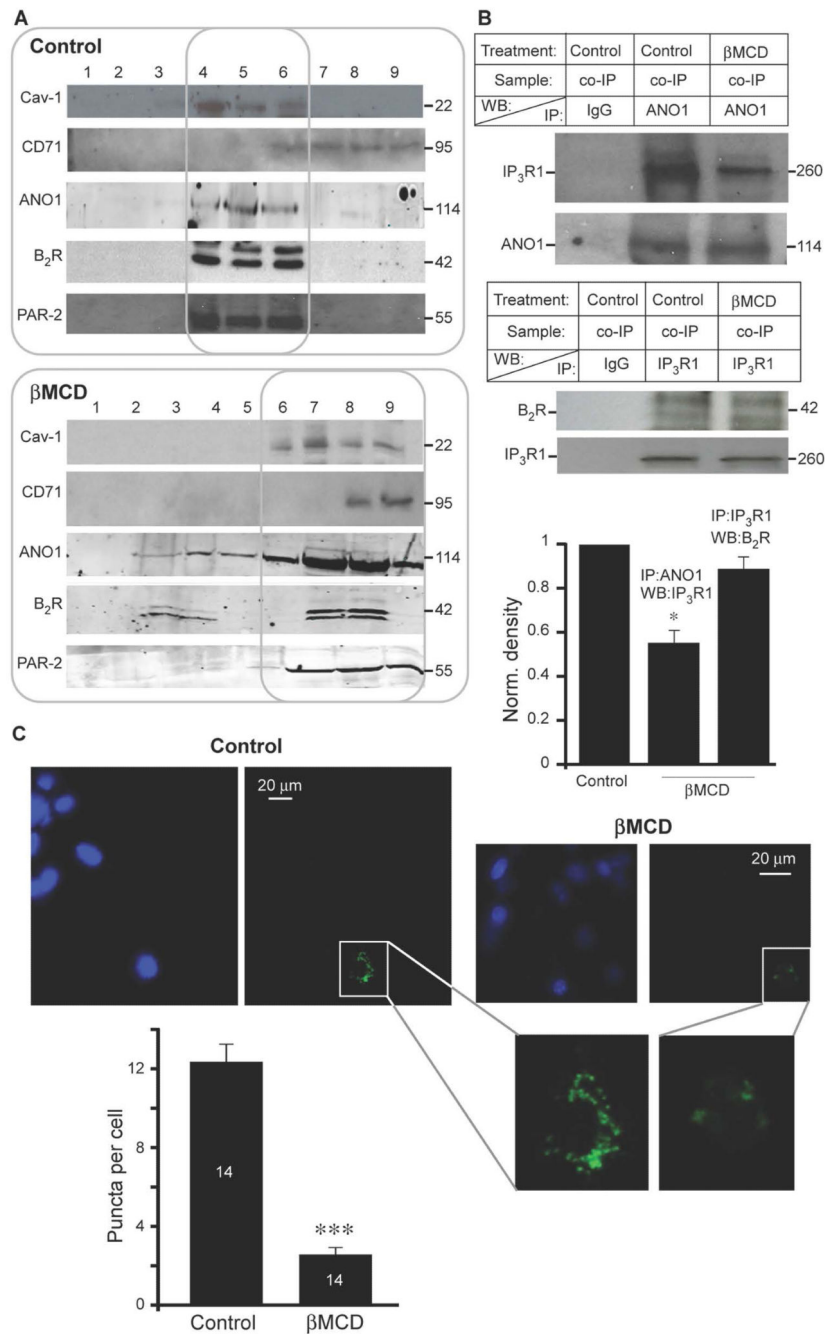 A
Control
1 2 3 4 5 6 7 8 9
Cav-1 22
CD71 95
ANO1 114
B₂R 42
PAR-2 55
βMCD
1 2 3 4 5 6 7 8 9
Cav-1 22
CD71 95
ANO1 114
B₂R 42
PAR-2 55
B
Treatment: Control Control βMCD
Sample: co-IP co-IP co-IP
WB: IP: IgG ANO1 ANO1
IP₃R1 260
ANO1 114
Treatment: Control Control βMCD
Sample: co-IP co-IP co-IP
WB: IP: IgG IP₃R1 IP₃R1
B₂R 42
IP₃R1 260
Norm. density
1
0.8
0.6
0.4
0.2
0
IP:ANO1
WB:IP₃R1
*
IP:IP₃R1
WB:B₂R
Control
βMCD
C
Control
20 μm
βMCD
20 μm
Puncta per cell
12
8
4
0
14
***
14
Control βMCD